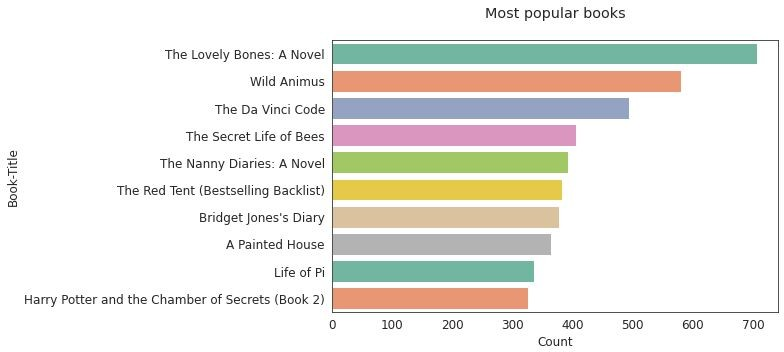 Most popular books
Book-Title
The Lovely Bones: A Novel
Wild Animus
The Da Vinci Code
The Secret Life of Bees
The Nanny Diaries: A Novel
The Red Tent (Bestselling Backlist)
Bridget Jones's Diary
A Painted House
Life of Pi
Harry Potter and the Chamber of Secrets (Book 2)
0 100 200 300 400 500 600 700
Count